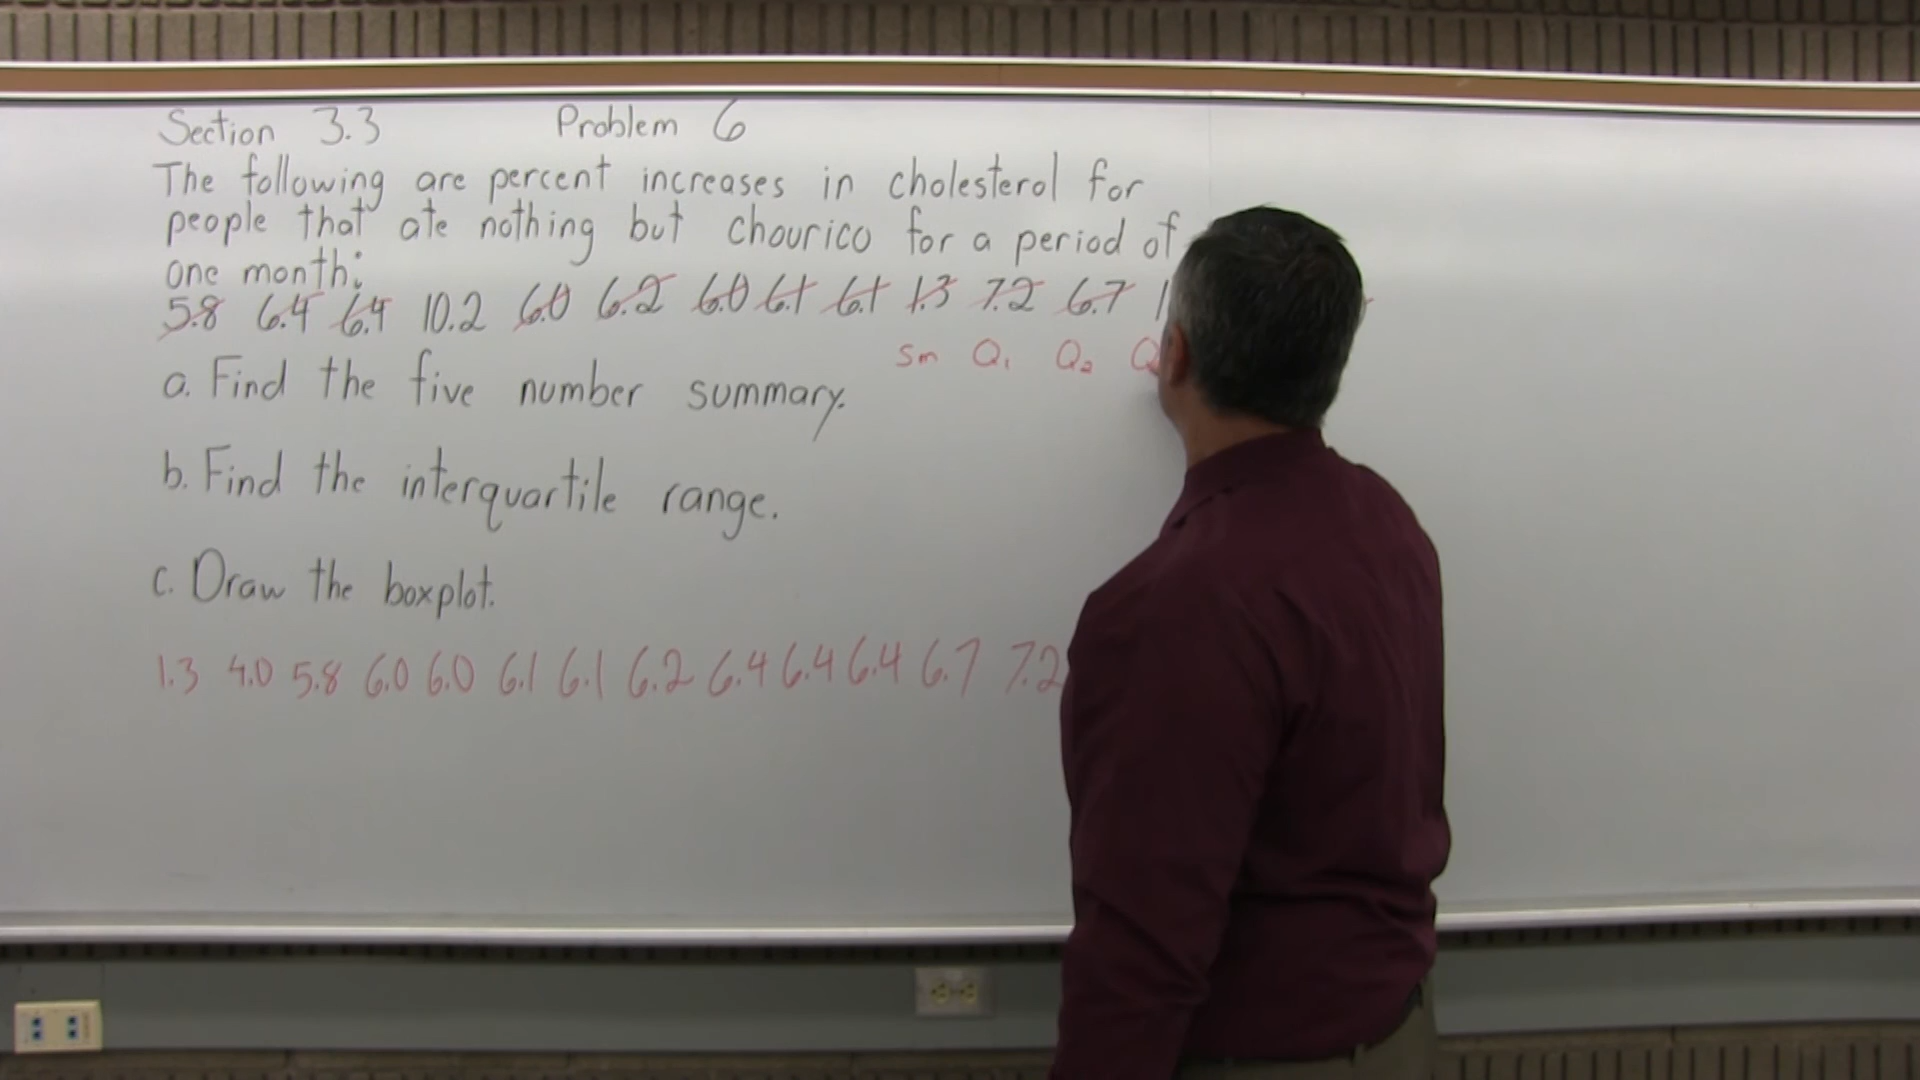 Section 3.3 Problem 6
The following are percent increases in cholesterol for
people that ate nothing but chourico for a period of
one month:
5.8 6.4 6.4 10.2 6.0 6.2 6.0 6.1 6.1 1.3 7.2 6.7
Sm Q₁ Q₂ Q
a. Find the five number summary.
b. Find the interquartile range.
c. Draw the boxplot.
1.3 4.0 5.8 6.0 6.0 6.1 6.1 6.2 6.4 6.4 6.4 6.7 7.2